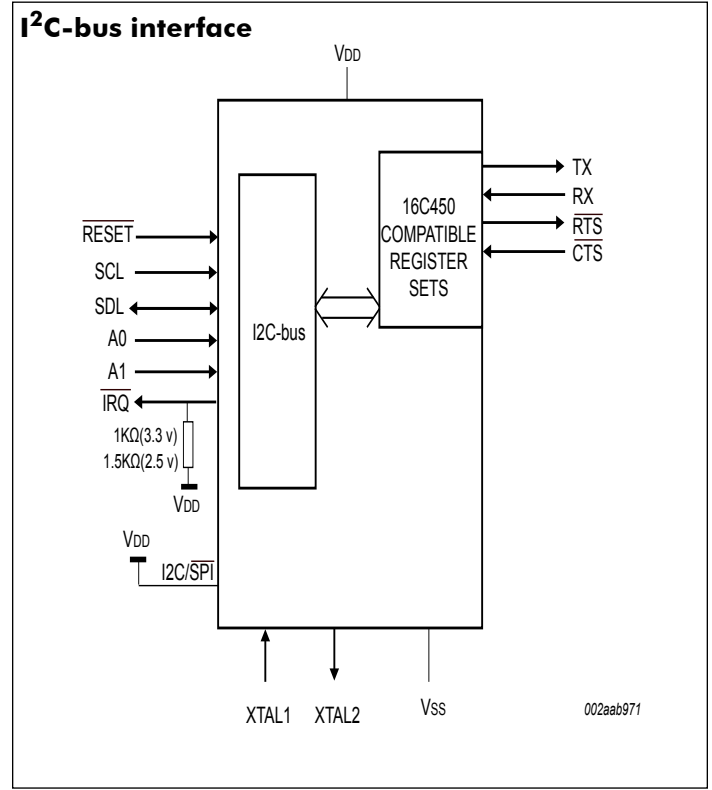 I²C-bus interface
VDD
TX
RX
RTS
CTS
16C450
COMPATIBLE
REGISTER
SETS
RESET
SCL
SDL
A0
A1
IRQ
I2C-bus
1KΩ(3.3 v)
1.5KΩ(2.5 v)
VDD
VDD
I2C/SPI
XTAL1
XTAL2
VSS
002aab971